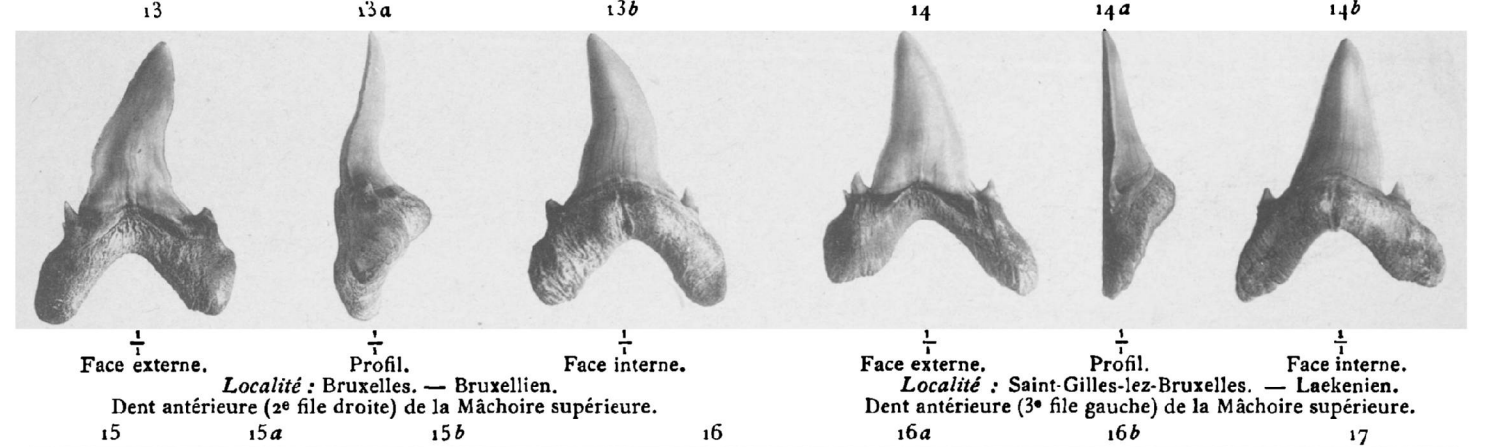 13 13a 13b 14 14a 14b
1/1 1/1 1/1 1/1 1/1 1/1
Face externe. Profil. Face interne. Face externe. Profil. Face interne.
Localité : Bruxelles. — Bruxellien. Localité : Saint-Gilles-lez-Bruxelles. — Laekenien.
Dent antérieure (2e file droite) de la Mâchoire supérieure. Dent antérieure (3e file gauche) de la Mâchoire supérieure.
15 15a 15b 16 16a 16b 17